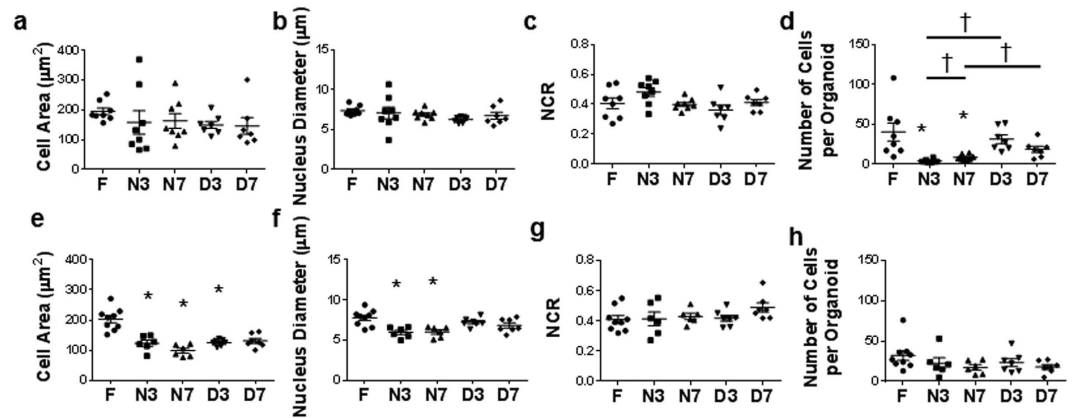 a
Cell Area (µm²)
400
300
200
100
0
F N3 N7 D3 D7
b
Nucleus Diameter (µm)
15
10
5
0
F N3 N7 D3 D7
c
NCR
0.8
0.6
0.4
0.2
0.0
F N3 N7 D3 D7
d
Number of Cells
per Organoid
150
100
50
0
†
† †
* *
F N3 N7 D3 D7
e
Cell Area (µm²)
400
300
200
100
0
* * *
F N3 N7 D3 D7
f
Nucleus Diameter (µm)
15
10
5
0
* *
F N3 N7 D3 D7
g
NCR
0.8
0.6
0.4
0.2
0.0
F N3 N7 D3 D7
h
Number of Cells
per Organoid
150
100
50
0
F N3 N7 D3 D7